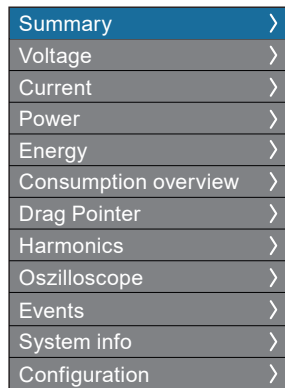 Summary
Voltage
Current
Power
Energy
Consumption overview
Drag Pointer
Harmonics
Oszilloscope
Events
System info
Configuration